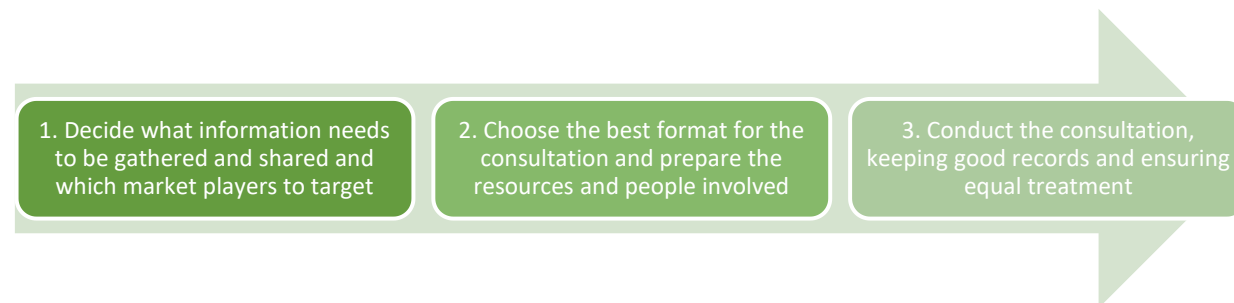 1. Decide what information needs
to be gathered and shared and
which market players to target
2. Choose the best format for the
consultation and prepare the
resources and people involved
3. Conduct the consultation,
keeping good records and ensuring
equal treatment